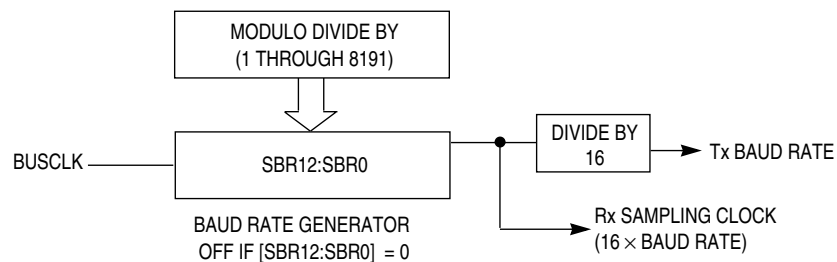 MODULO DIVIDE BY
(1 THROUGH 8191)
BUSCLK
SBR12:SBR0
DIVIDE BY
16
Tx BAUD RATE
BAUD RATE GENERATOR
OFF IF [SBR12:SBR0] = 0
Rx SAMPLING CLOCK
(16 × BAUD RATE)